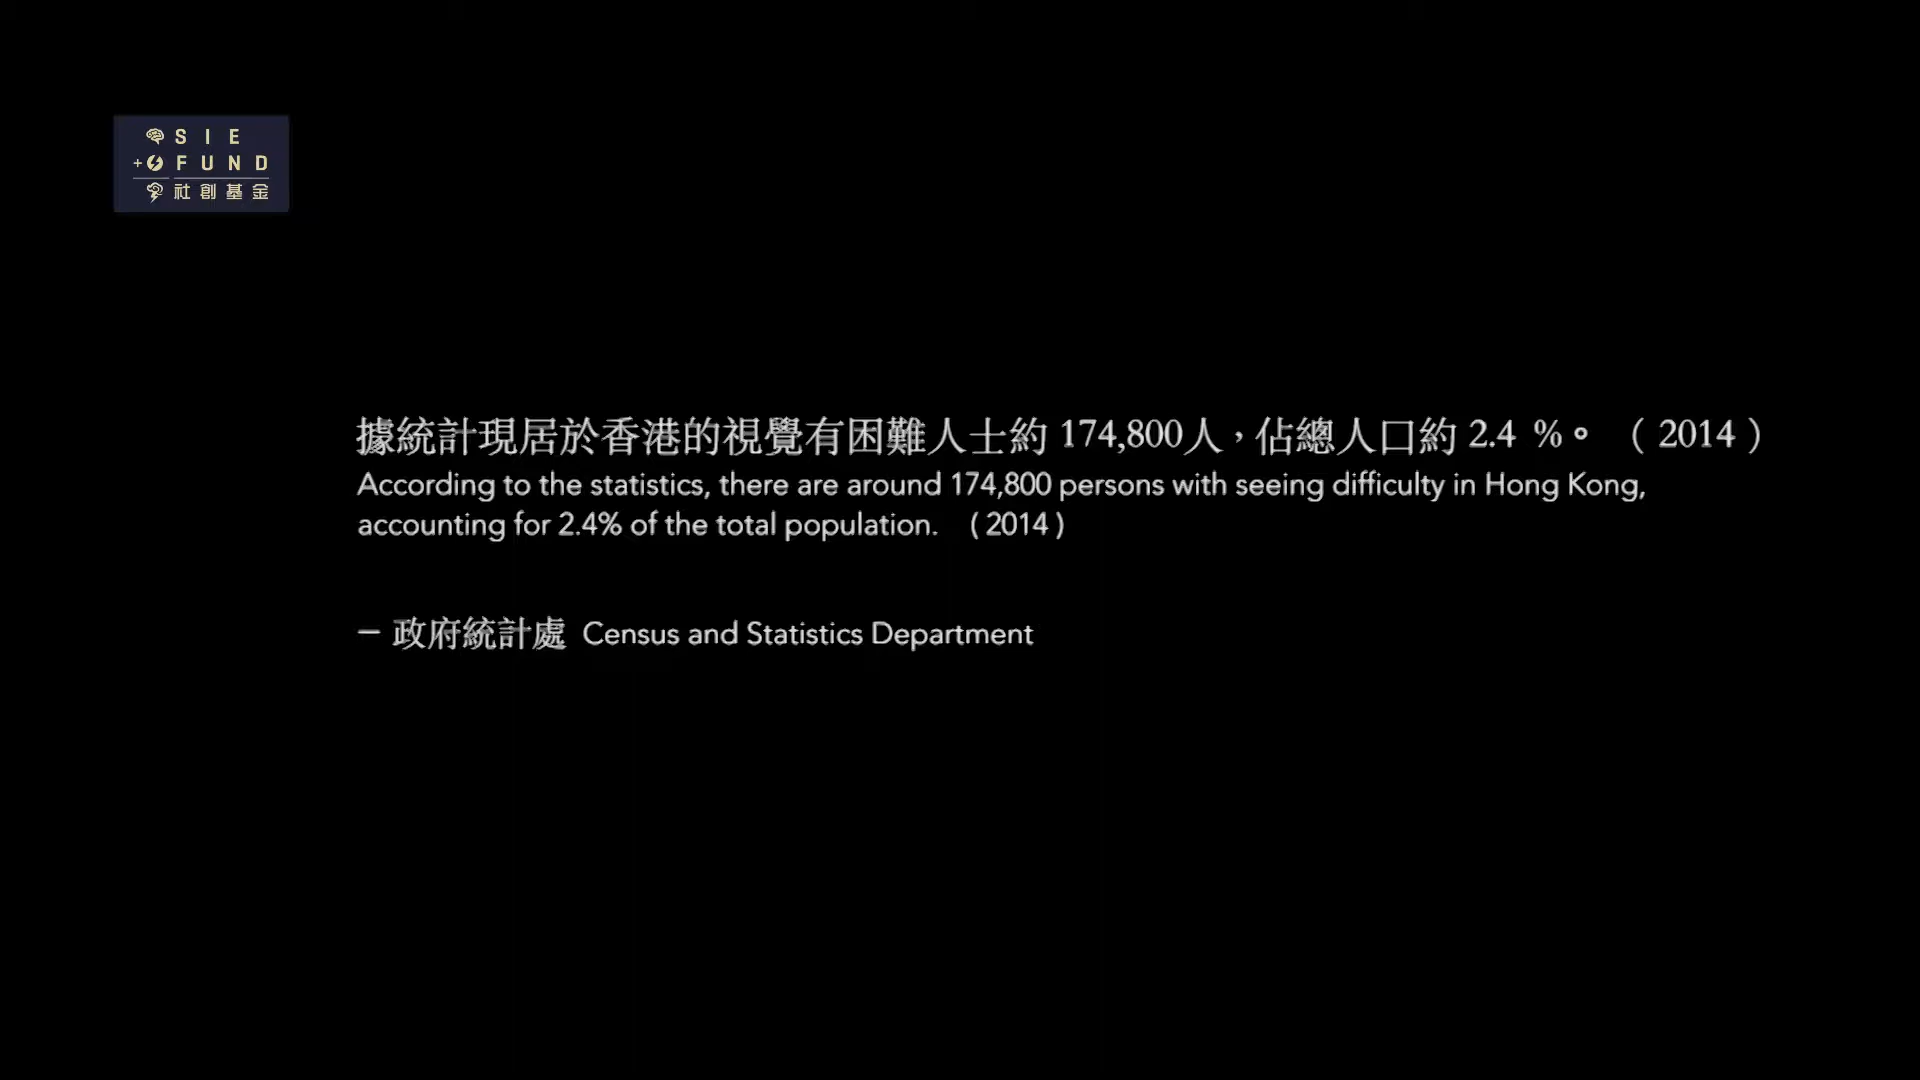 SIE
+ FUND
社創基金
據統計現居於香港的視覺有困難人士約 174,800人，佔總人口約 2.4 %。（2014）
According to the statistics, there are around 174,800 persons with seeing difficulty in Hong Kong,
accounting for 2.4% of the total population. (2014)
– 政府統計處 Census and Statistics Department